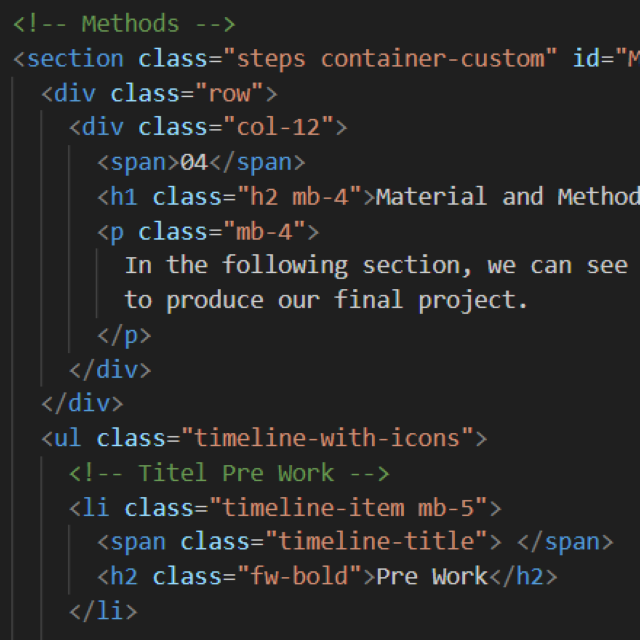 <!-- Methods -->
<section class="steps container-custom" id="M
<div class="row">
<div class="col-12">
<span>04</span>
<h1 class="h2 mb-4">Material and Method
<p class="mb-4">
In the following section, we can see
to produce our final project.
</p>
</div>
</div>
<ul class="timeline-with-icons">
<!-- Titel Pre Work -->
<li class="timeline-item mb-5">
<span class="timeline-title"> </span>
<h2 class="fw-bold">Pre Work</h2>
</li>